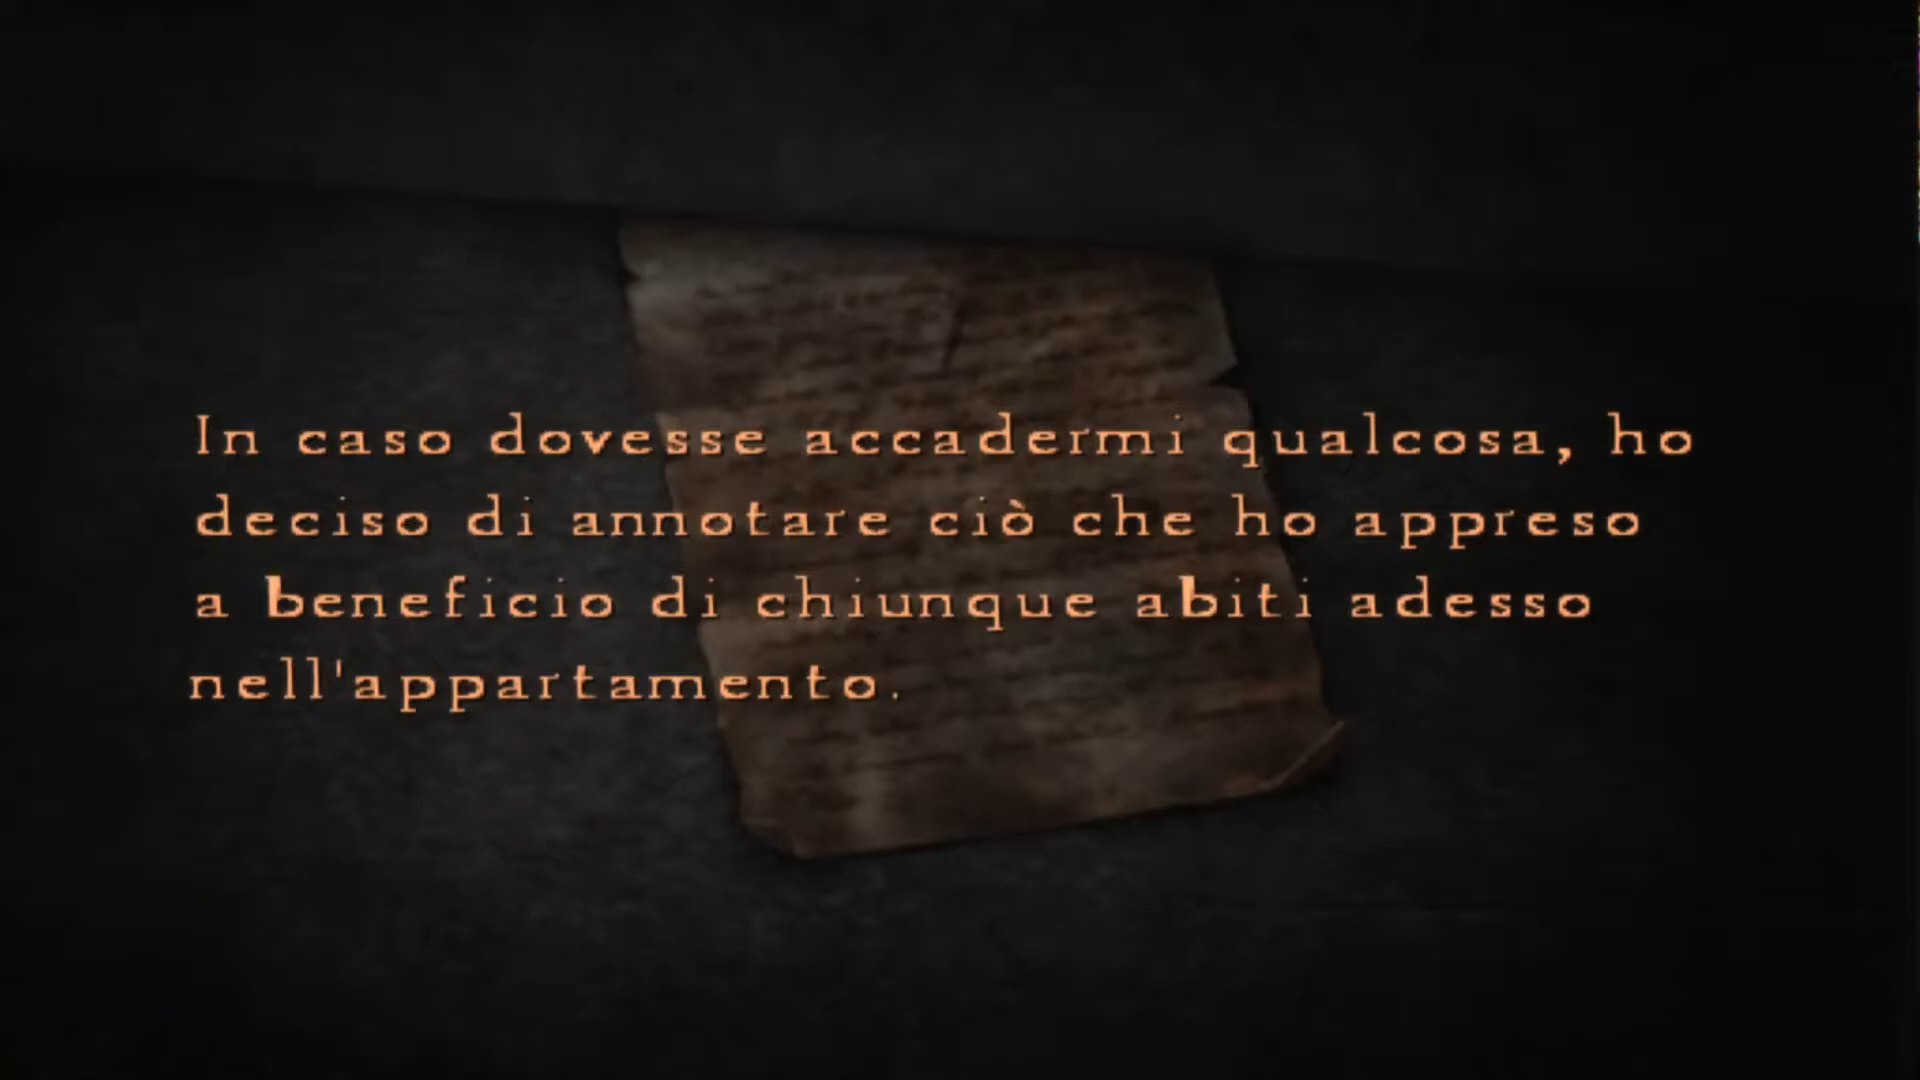 In caso dovesse accadermi qualcosa, ho
deciso di annotare ciò che ho appreso
a beneficio di chiunque abiti adesso
nell'appartamento.